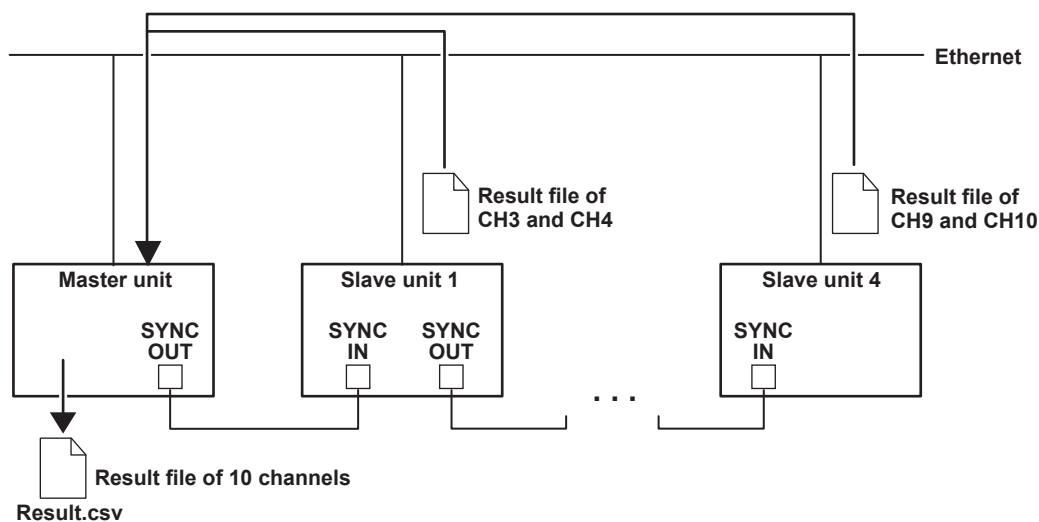 Ethernet
Result file of
CH3 and CH4
Result file of
CH9 and CH10
Master unit
SYNC
OUT
Slave unit 1
SYNC
IN
SYNC
OUT
Slave unit 4
SYNC
IN
. . .
Result file of 10 channels
Result.csv